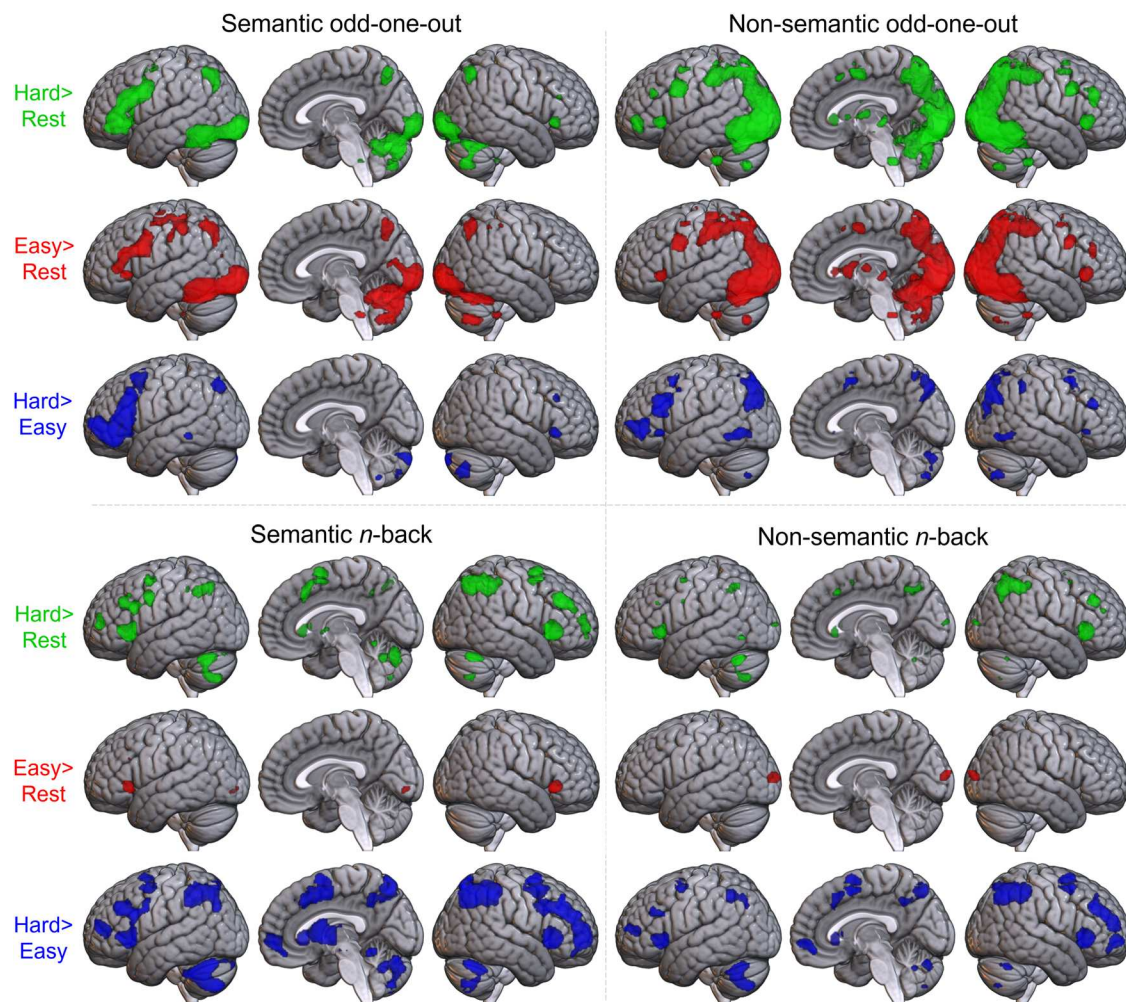 Semantic odd-one-out
Non-semantic odd-one-out
Hard>
Rest
Easy>
Rest
Hard>
Easy
Semantic n-back
Non-semantic n-back
Hard>
Rest
Easy>
Rest
Hard>
Easy